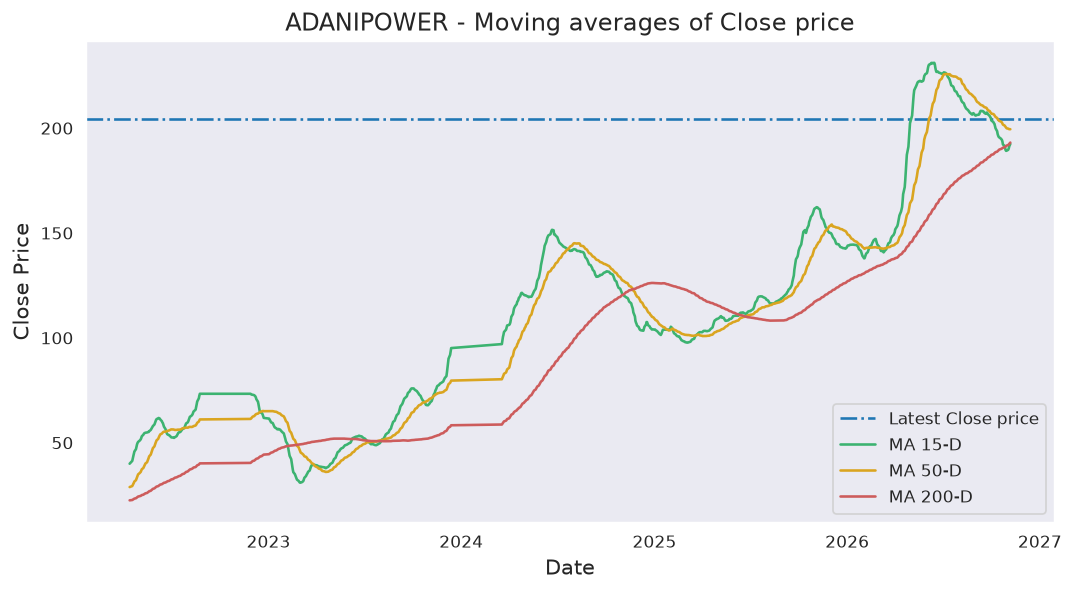 ADANIPOWER - Moving averages of Close price
Close Price
200
150
100
50
Latest Close price
MA 15-D
MA 50-D
MA 200-D
2023
2024
2025
2026
2027
Date